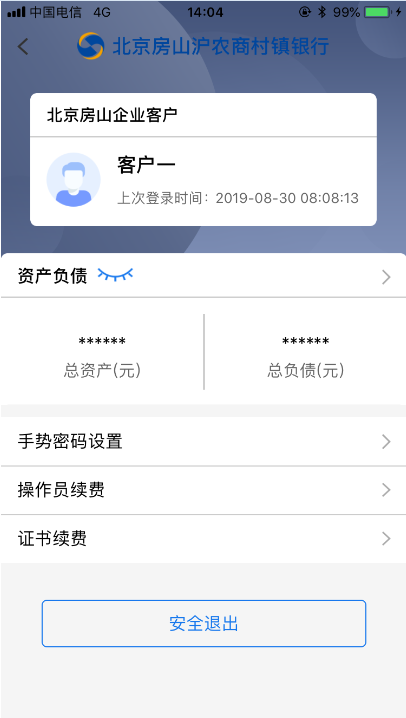 中国电信 4G 14:04 99%
北京房山沪农商村镇银行
北京房山企业客户
客户一
上次登录时间：2019-08-30 08:08:13
资产负债
****** ******
总资产(元) 总负债(元)
手势密码设置
操作员续费
证书续费
安全退出